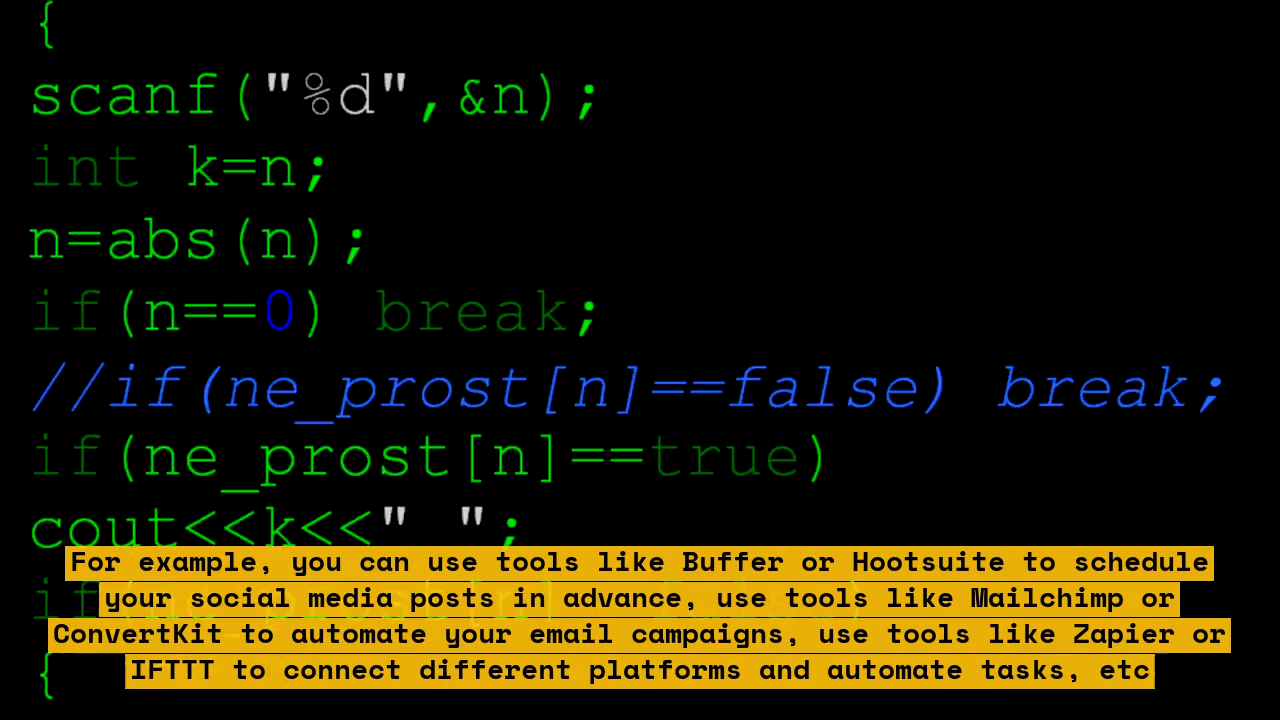 {
scanf("%d",&n);
int k=n;
n=abs(n);
if(n==0) break;
//if(ne_prost[n]==false) break;
if(ne_prost[n]==true)
cout<<k<<" ";
For example, you can use tools like Buffer or Hootsuite to schedule
your social media posts in advance, use tools like Mailchimp or
ConvertKit to automate your email campaigns, use tools like Zapier or
IFTTT to connect different platforms and automate tasks, etc
if
{